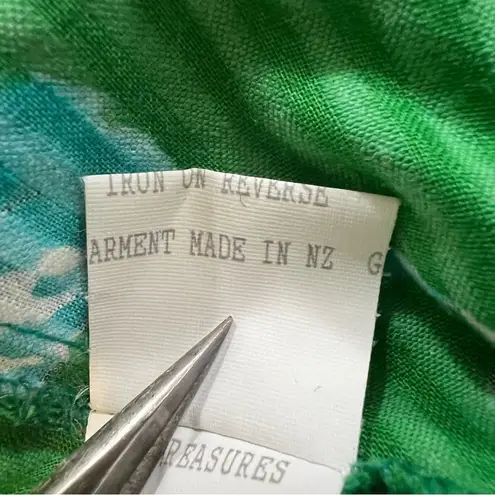 IRON ON REVERSE
ARMENT MADE IN NZ G
REASURES